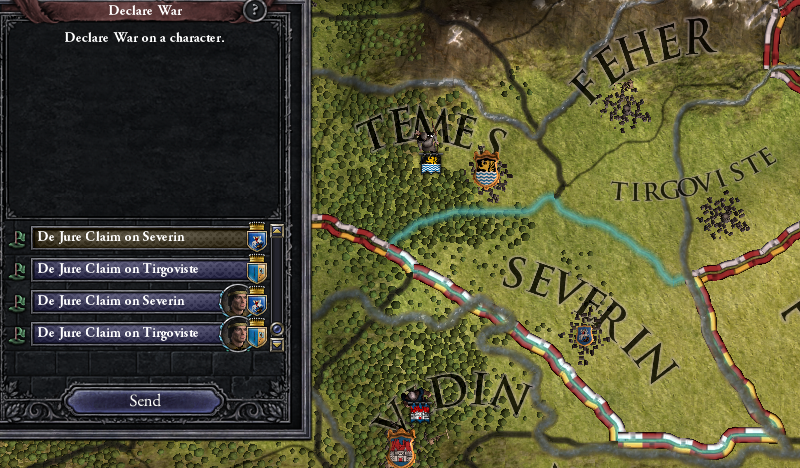 Declare War
?
Declare War on a character.
De Jure Claim on Severin
De Jure Claim on Tirgoviste
De Jure Claim on Severin
De Jure Claim on Tirgoviste
Send
FEHER
TEMES
TIRGOVISTE
SEVERIN
DIN